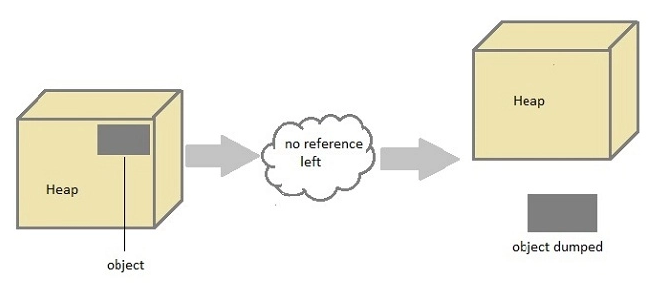 Heap
object
no reference
left
Heap
object dumped